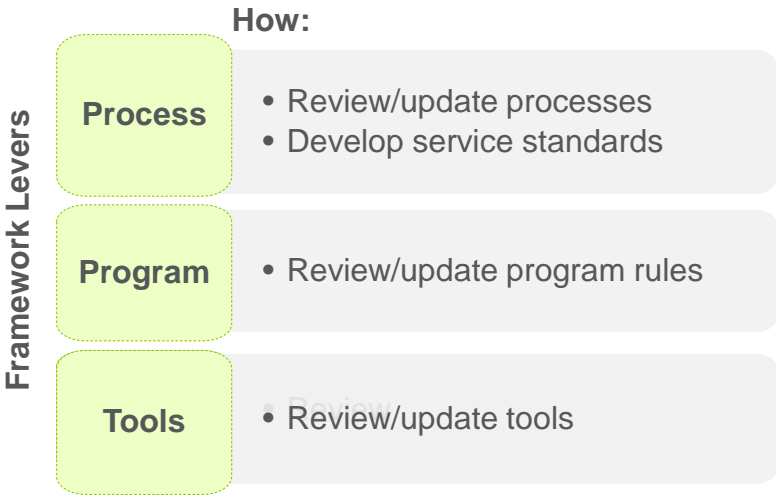 How:
Framework Levers
Process
• Review/update processes
• Develop service standards
Program
• Review/update program rules
Tools
• Review
• Review/update tools